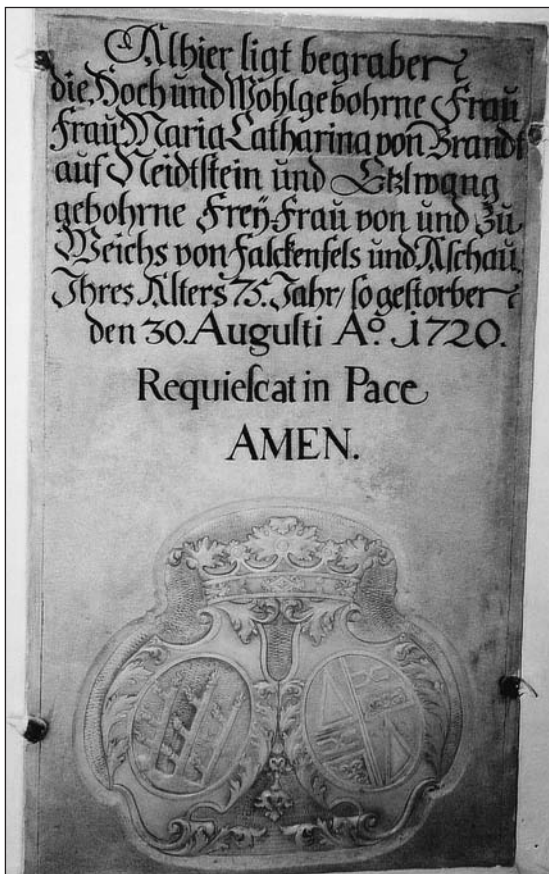 Alhier ligt begraben
die Hoch und Wohlgebohrne Frau
Frau Maria Catharina von Brandt
auf Neidtstein und Etzlwang
gebohrne Freÿ-Frau von und zu
Weichs von Falckenfels und Aschau,
Ihres Alters 75. Jahr, so gestorben
den 30. Augusti Aº. 1720.
Requiescat in Pace
AMEN.